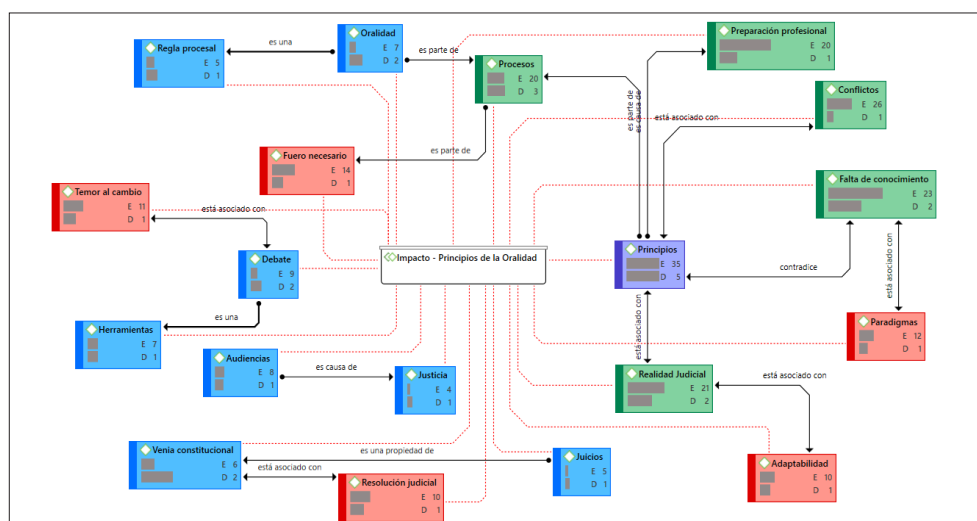 Oralidad
E 7
D 2
es una
Regla procesal
E 5
D 1
es parte de
Procesos
E 20
D 3
Preparación profesional
E 20
D 1
Conflictos
E 26
D 1
es parte de
es causa de
está asociado con
es parte de
Fuero necesario
E 14
D 1
Temor al cambio
E 11
D 1
está asociado con
Falta de conocimiento
E 23
D 2
Debate
E 9
D 2
Impacto - Principios de la Oralidad
Principios
E 35
D 5
contradice
está asociado con
es una
Herramientas
E 7
D 1
está asociado con
Paradigmas
E 12
D 1
Audiencias
E 8
D 1
es causa de
Justicia
E 4
D 1
Realidad Judicial
E 21
D 2
está asociado con
Venia constitucional
E 6
D 2
es una propiedad de
Juicios
E 5
D 1
está asociado con
Resolución judicial
E 10
D 1
Adaptabilidad
E 10
D 1